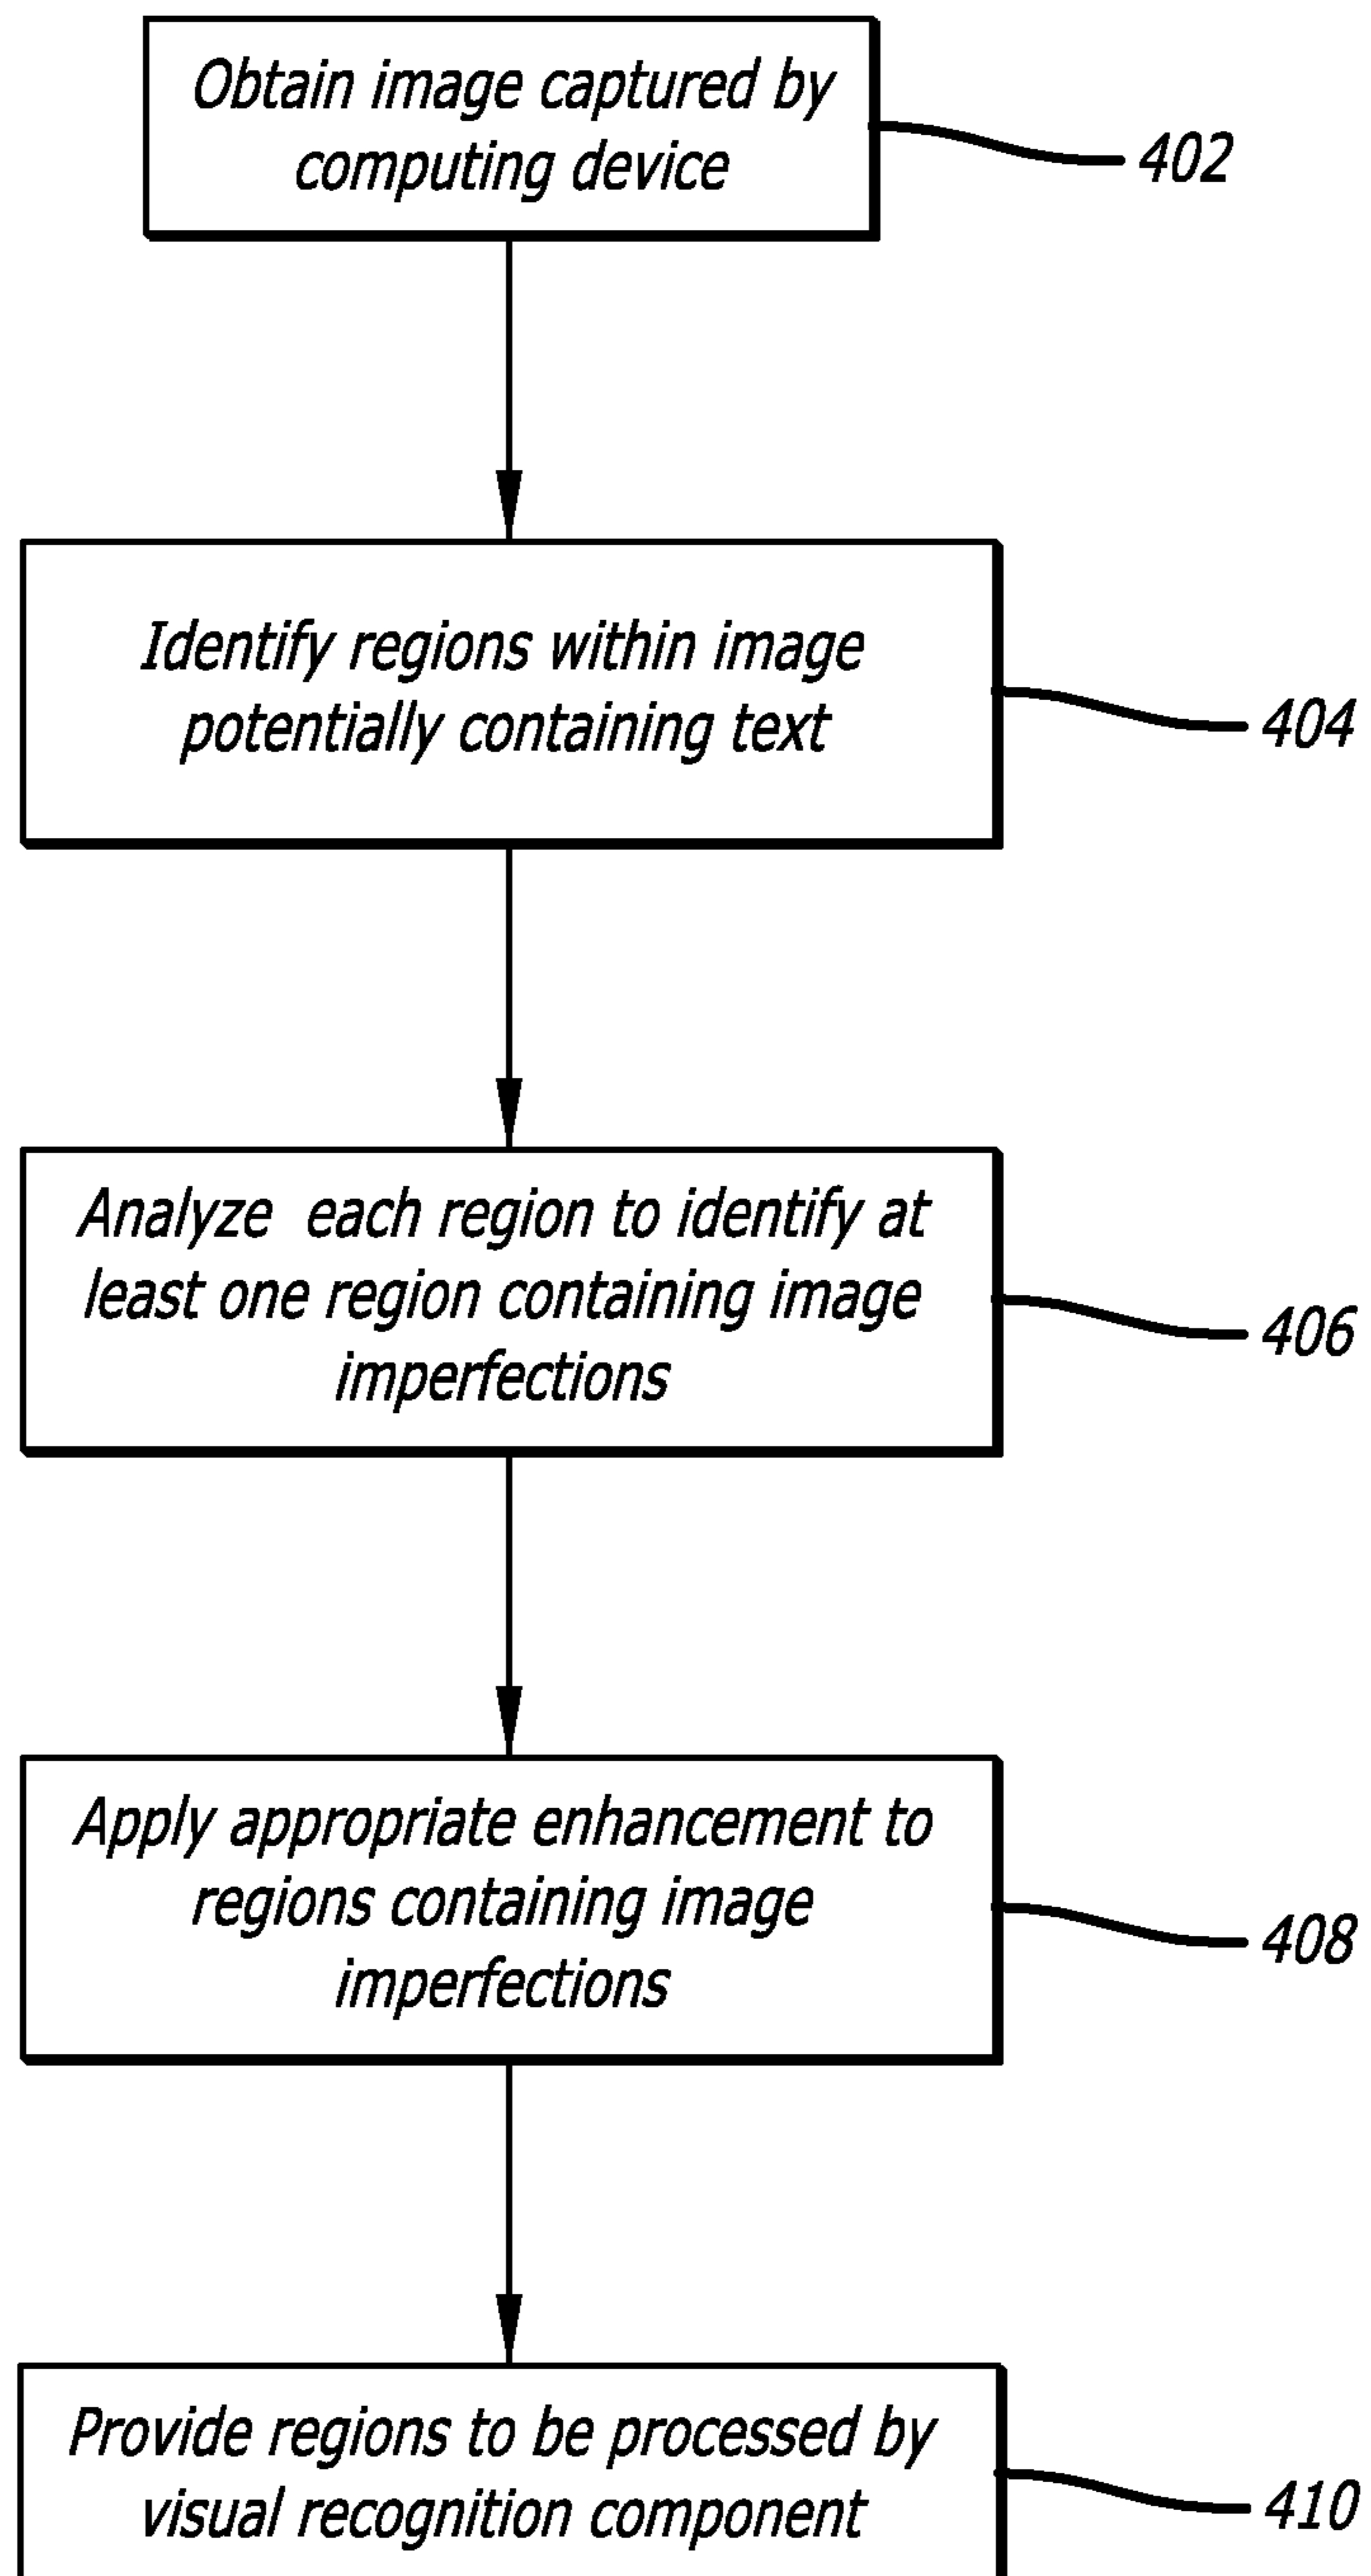 Obtain image captured by
computing device
402
Identify regions within image
potentially containing text
404
Analyze each region to identify at
least one region containing image
imperfections
406
Apply appropriate enhancement to
regions containing image
imperfections
408
Provide regions to be processed by
visual recognition component
410